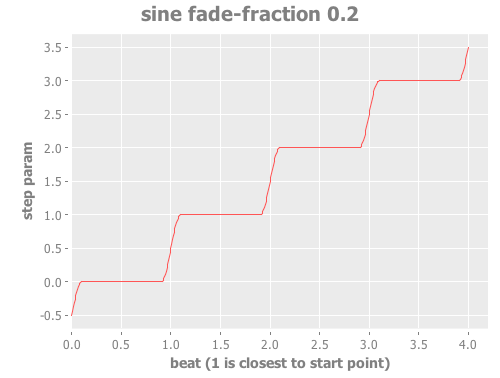 sine fade-fraction 0.2
3.5
3.0
2.5
2.0
1.5
1.0
0.5
0.0
-0.5
step param
0.0 0.5 1.0 1.5 2.0 2.5 3.0 3.5 4.0
beat (1 is closest to start point)